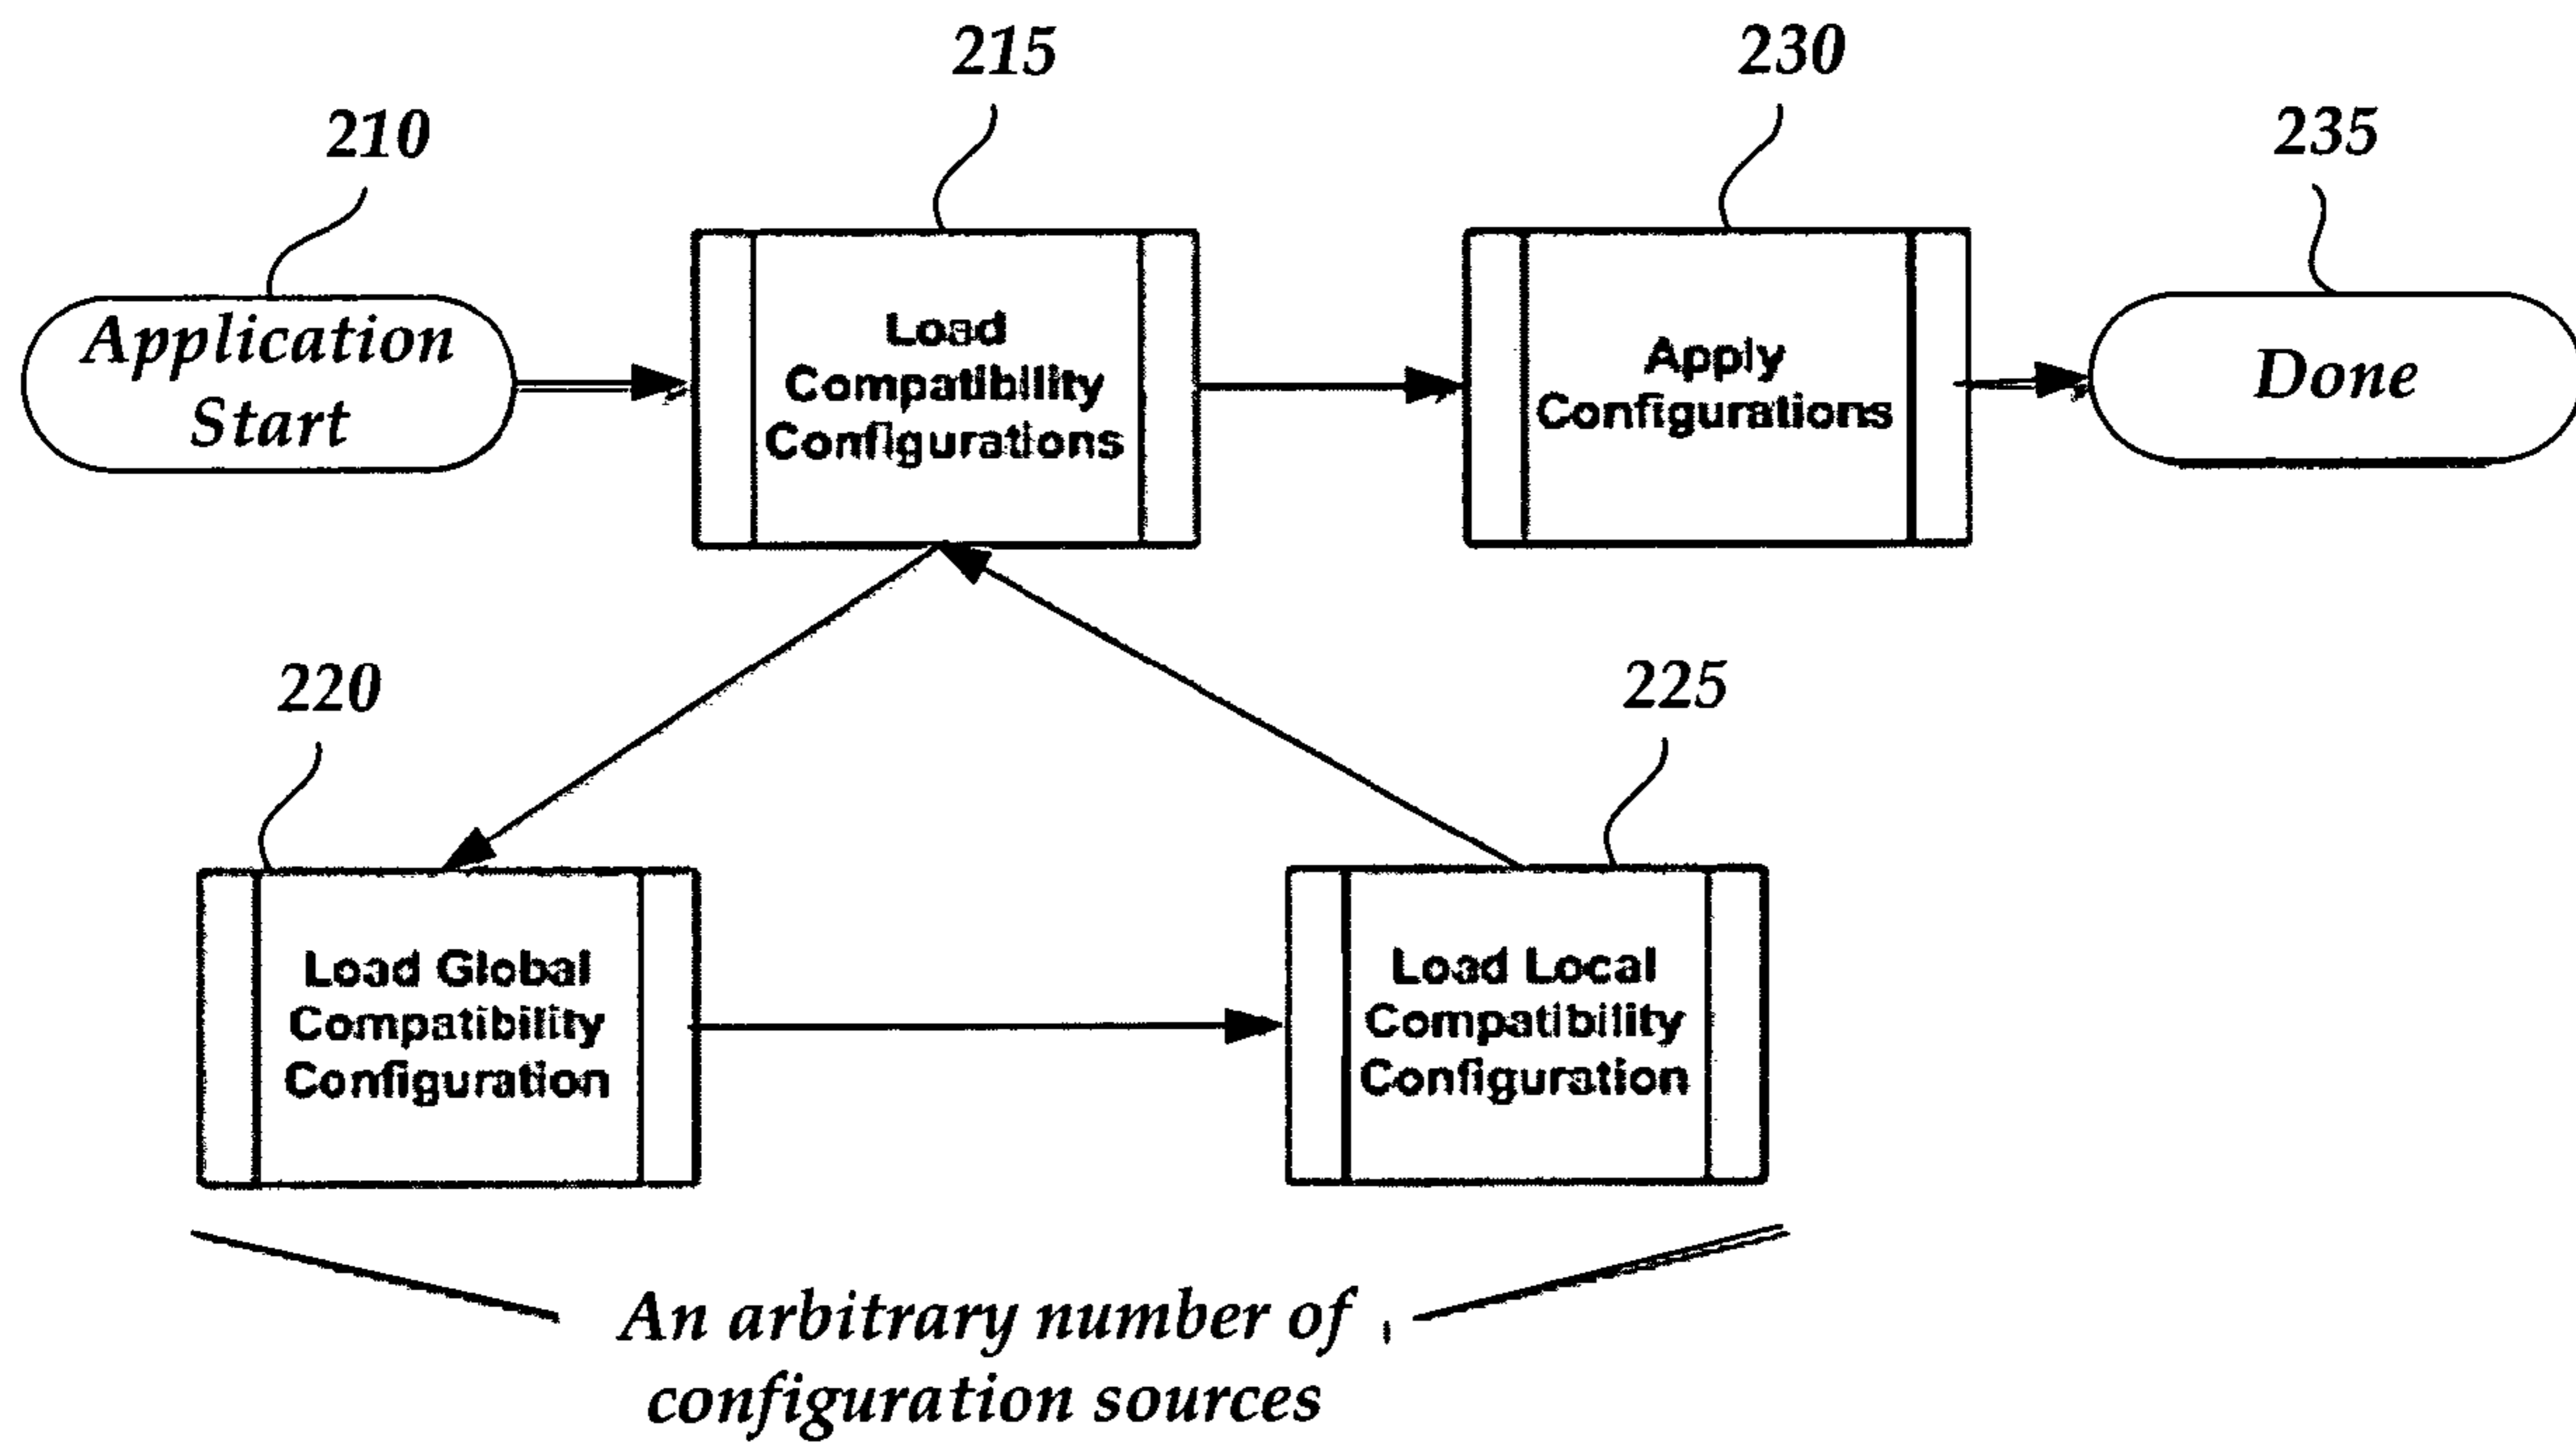 215
230
210
235
Application
Start
Load
Compatibility
Configurations
Apply
Configurations
Done
220
225
Load Global
Compatibility
Configuration
Load Local
Compatibility
Configuration
An arbitrary number of
configuration sources